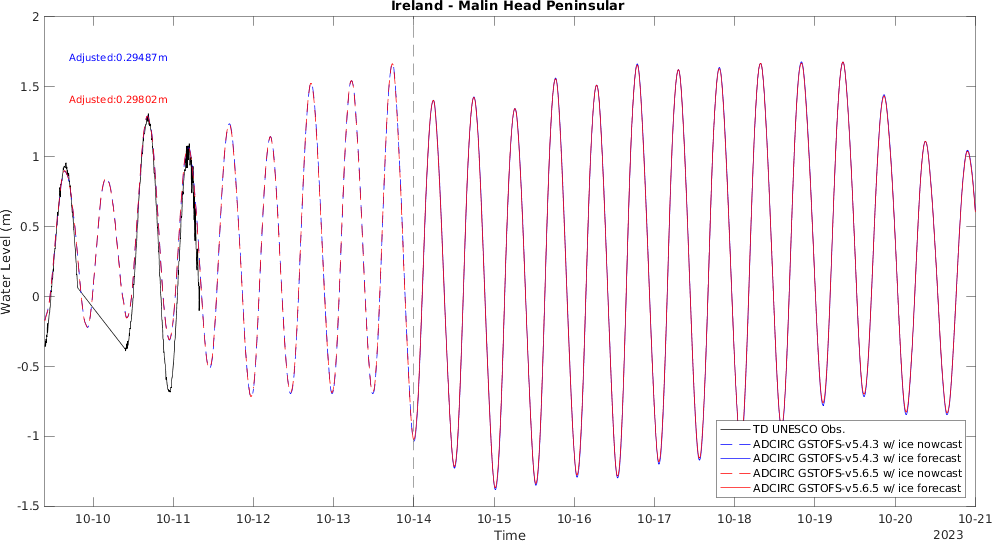 Ireland - Malin Head Peninsular
Adjusted:0.29487m
Adjusted:0.29802m
Water Level (m)
2
1.5
1
0.5
0
-0.5
-1
-1.5
TD UNESCO Obs.
ADCIRC GSTOFS-v5.4.3 w/ ice nowcast
ADCIRC GSTOFS-v5.4.3 w/ ice forecast
ADCIRC GSTOFS-v5.6.5 w/ ice nowcast
ADCIRC GSTOFS-v5.6.5 w/ ice forecast
10-10 10-11 10-12 10-13 10-14 10-15 10-16 10-17 10-18 10-19 10-20 10-21
Time
2023